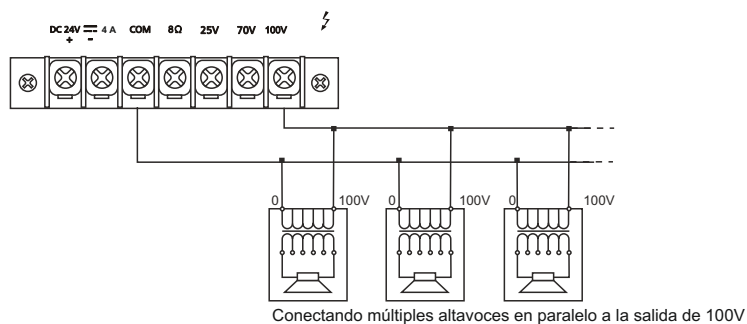 DC 24V 4 A COM 8Ω 25V 70V 100V
+ -
0 100V 0 100V 0 100V
Conectando múltiples altavoces en paralelo a la salida de 100V